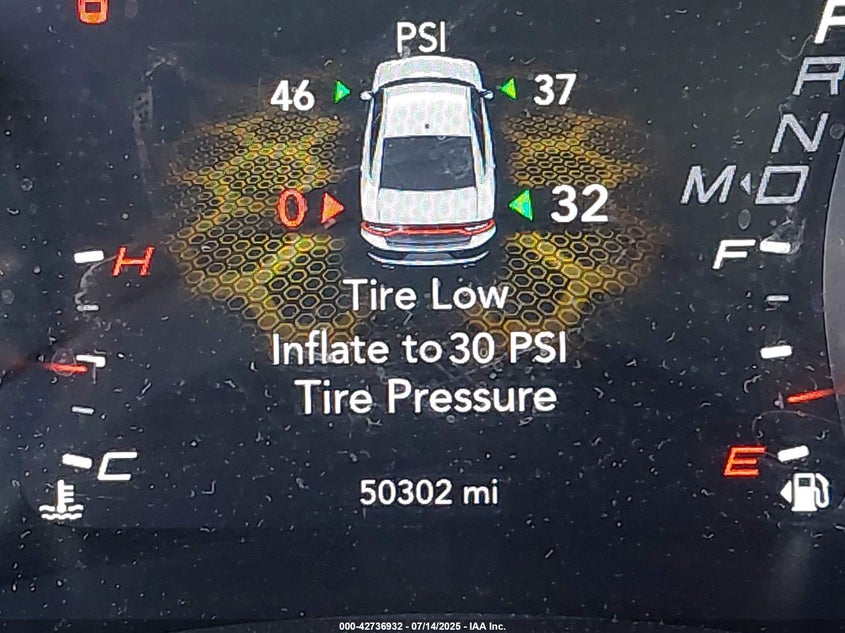 PSI
46 37
0 32
R
N
M D
H F
Tire Low
Inflate to 30 PSI
Tire Pressure
C E
50302 mi
000-42736932 - 07/14/2025 - IAA Inc.